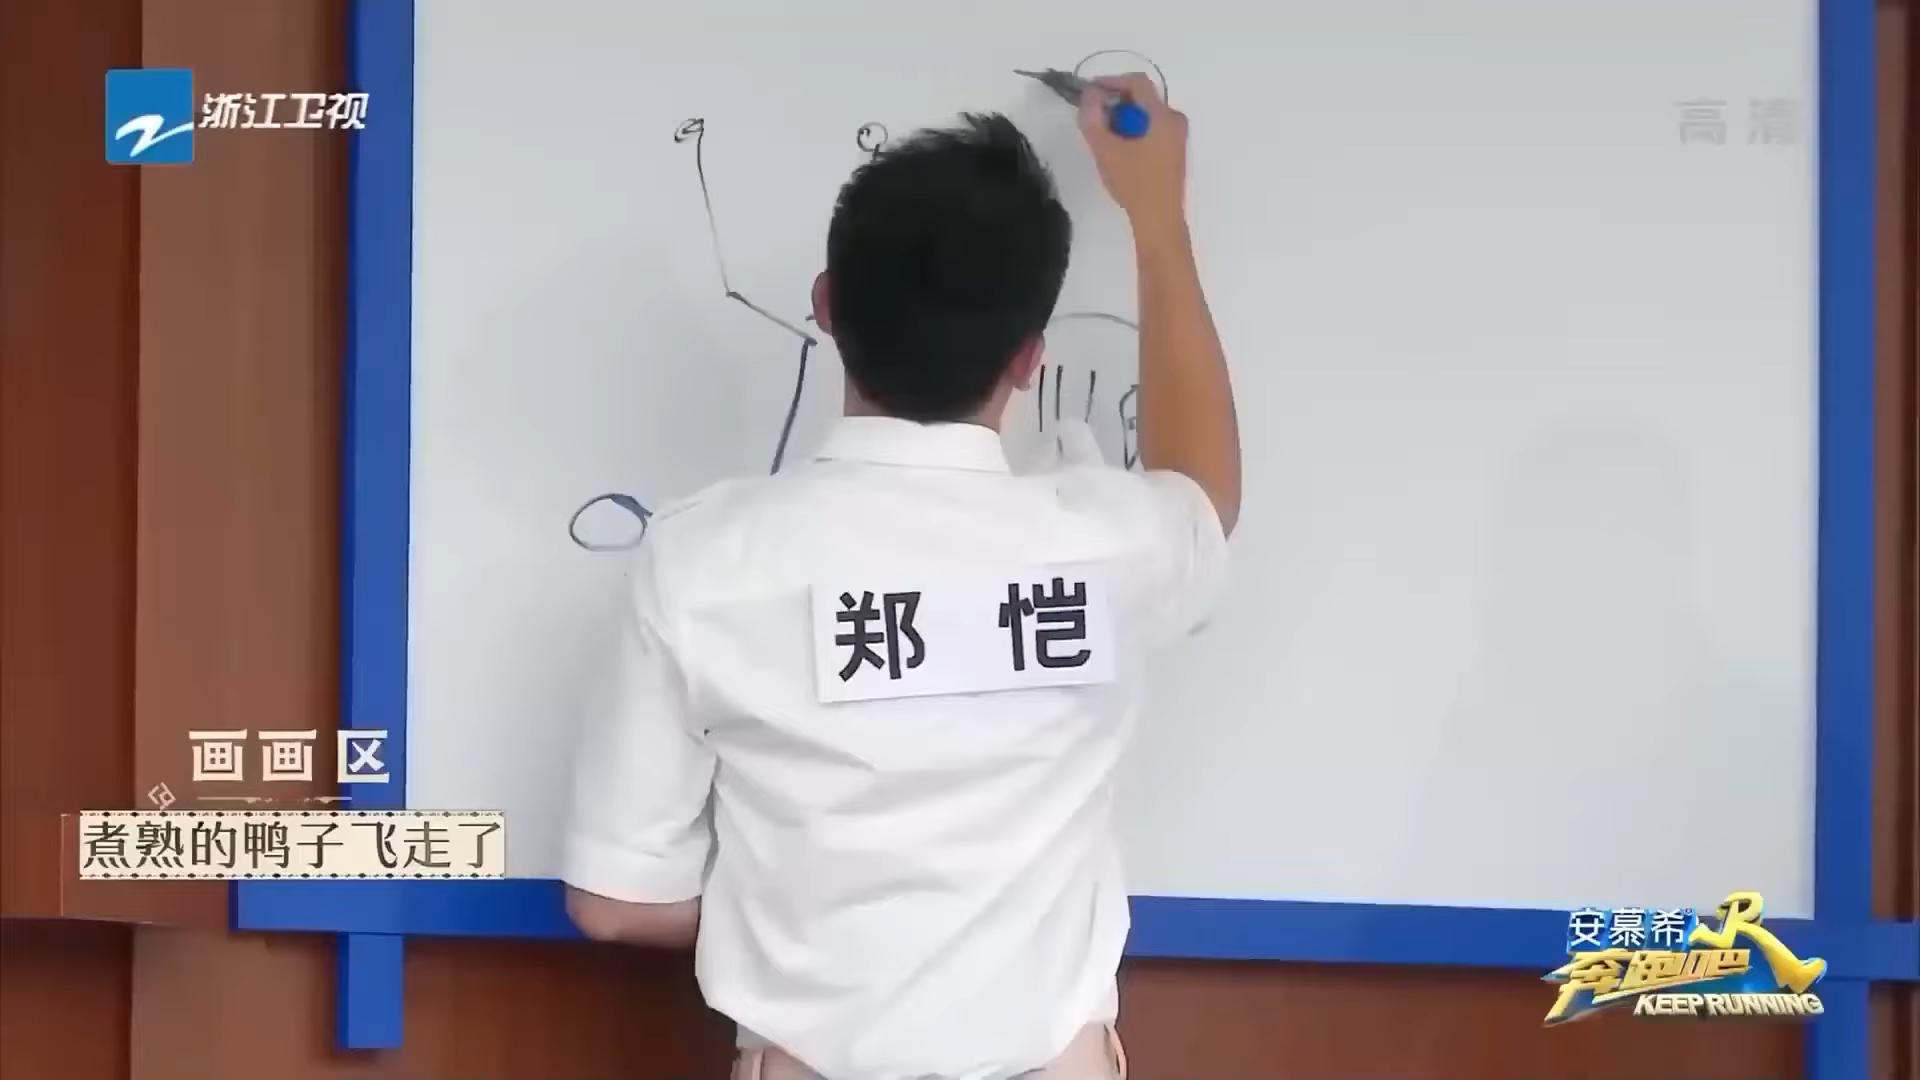 浙江卫视
高清
郑 恺
画画区
煮熟的鸭子飞走了
安慕希
奔跑吧
KEEP RUNNING